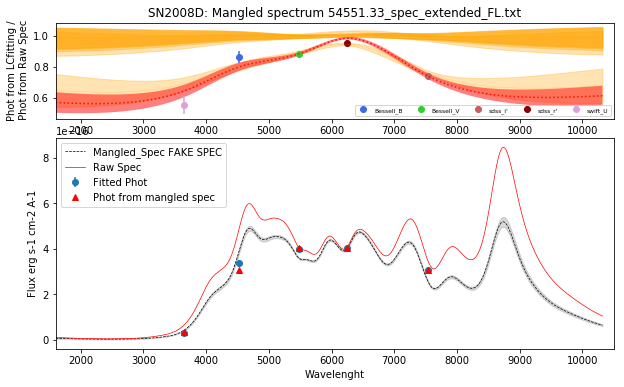 SN2008D: Mangled spectrum 54551.33_spec_extended_FL.txt
Phot from LCfitting /
Phot from Raw Spec
1.0
0.8
0.6
Bessell_B
Bessell_V
sdss_i'
sdss_r'
swift_U
2000 3000 4000 5000 6000 7000 8000 9000 10000
1e−16
Flux erg s-1 cm-2 A-1
8
6
4
2
0
Mangled_Spec FAKE SPEC
Raw Spec
Fitted Phot
Phot from mangled spec
2000 3000 4000 5000 6000 7000 8000 9000 10000
Wavelenght